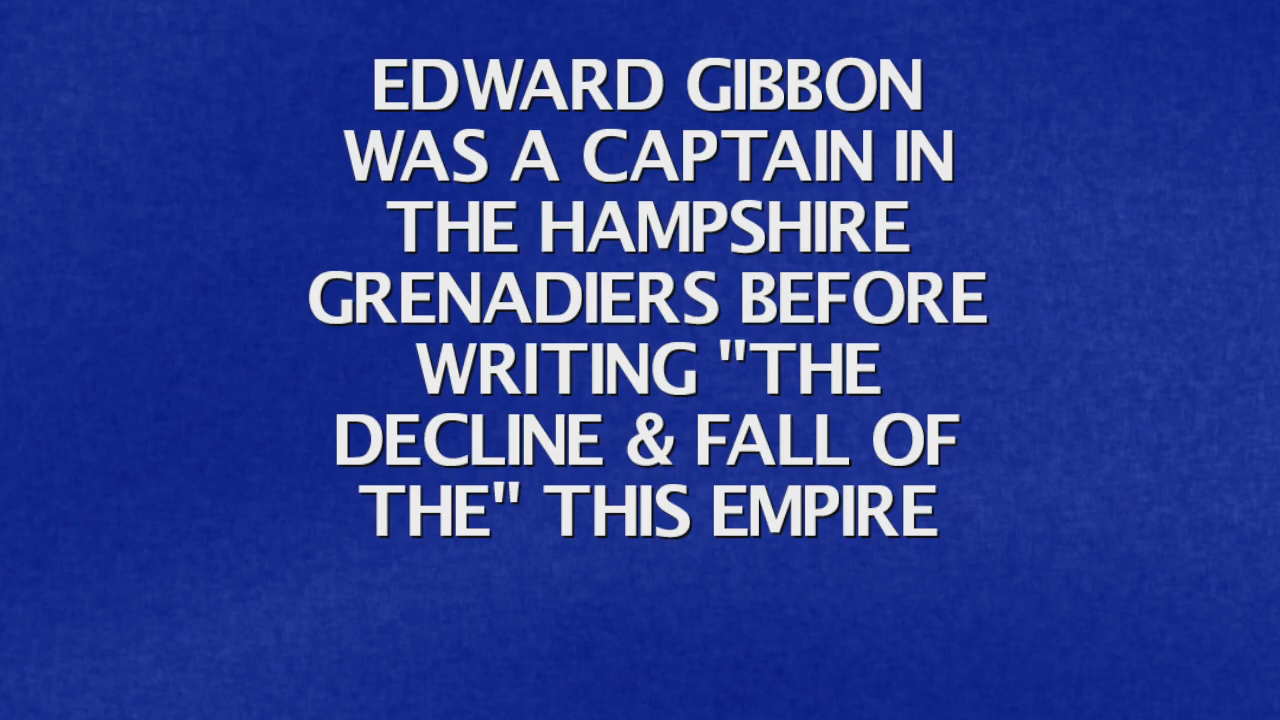 EDWARD GIBBON
WAS A CAPTAIN IN
THE HAMPSHIRE
GRENADIERS BEFORE
WRITING "THE
DECLINE & FALL OF
THE" THIS EMPIRE